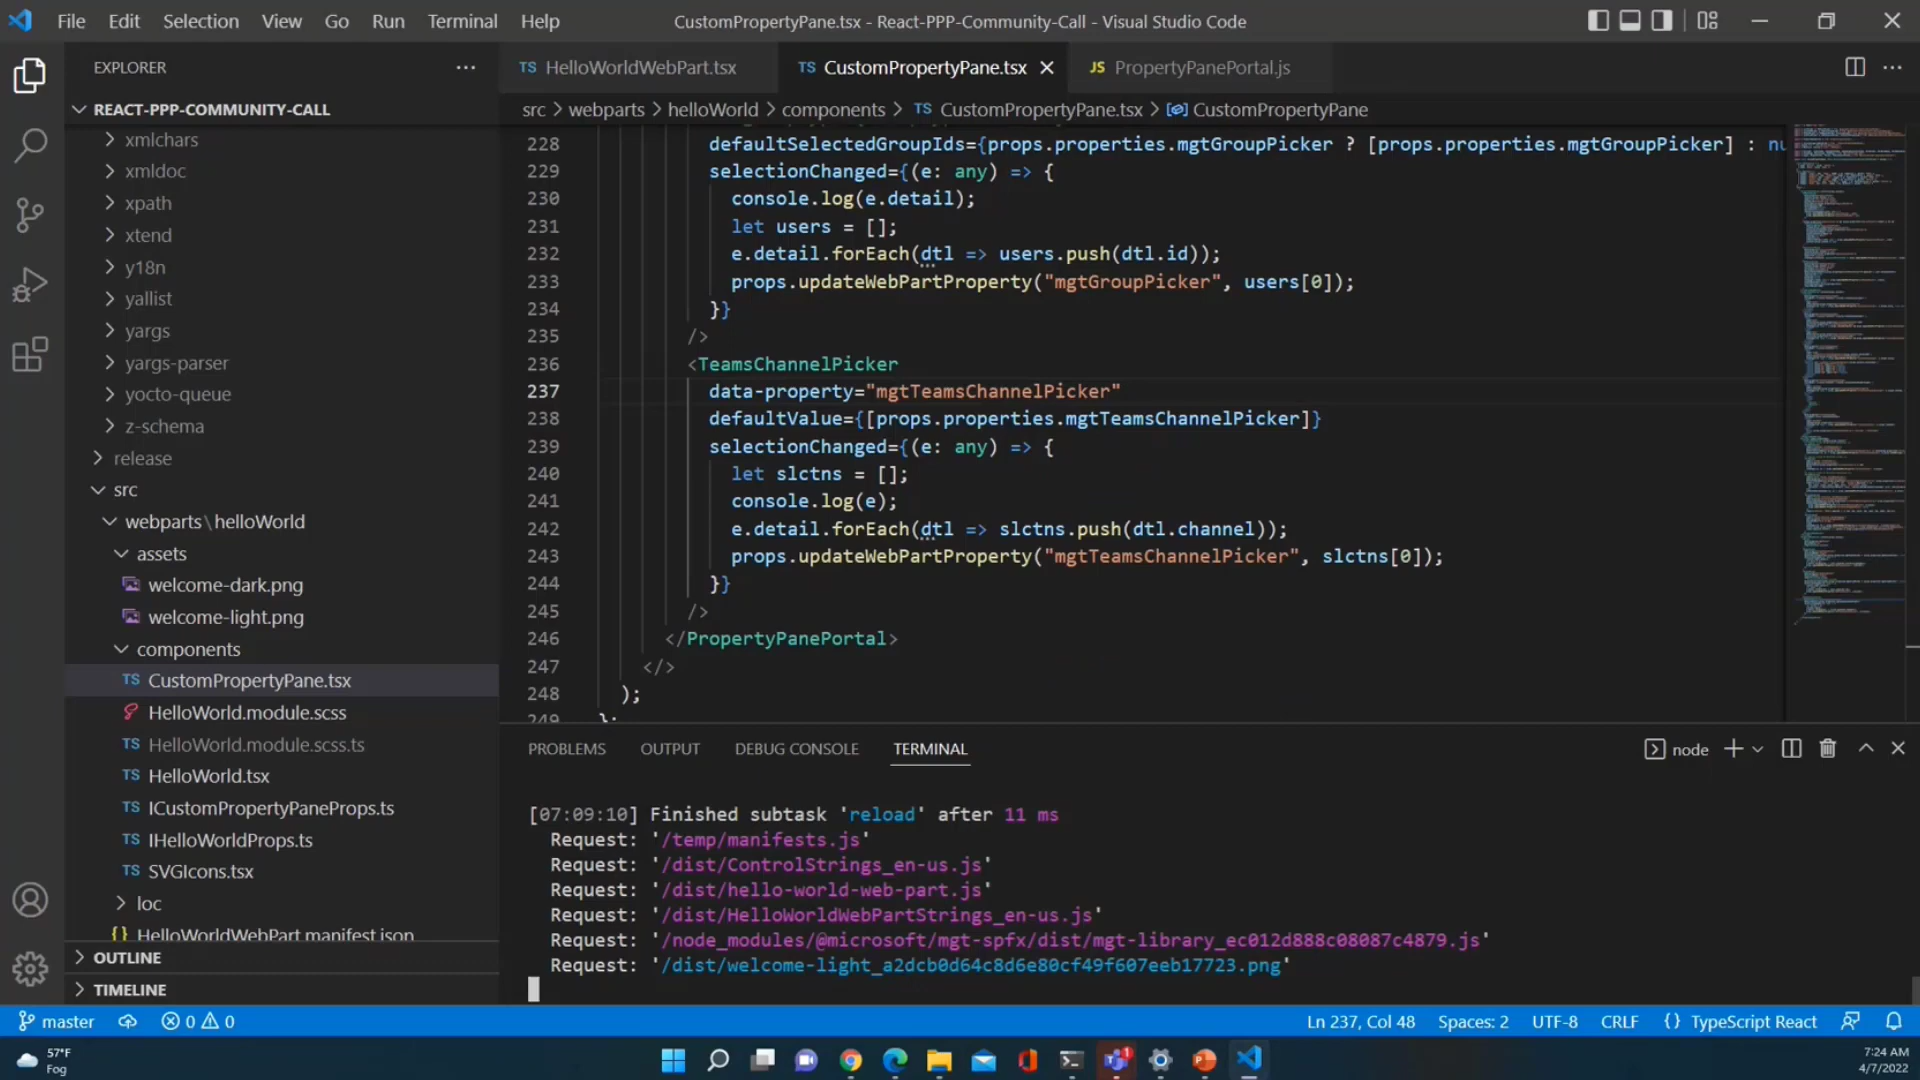 File Edit Selection View Go Run Terminal Help
CustomPropertyPane.tsx - React-PPP-Community-Call - Visual Studio Code
EXPLORER
REACT-PPP-COMMUNITY-CALL
xmlchars
xmldoc
xpath
xtend
y18n
yallist
yargs
yargs-parser
yocto-queue
z-schema
release
src
webparts\helloWorld
assets
welcome-dark.png
welcome-light.png
components
TS CustomPropertyPane.tsx
HelloWorld.module.scss
TS HelloWorld.module.scss.ts
TS HelloWorld.tsx
TS ICustomPropertyPaneProps.ts
TS IHelloWorldProps.ts
TS SVGIcons.tsx
loc
{} HelloWorldWebPart.manifest.json
OUTLINE
TIMELINE
TS HelloWorldWebPart.tsx TS CustomPropertyPane.tsx JS PropertyPanePortal.js
src > webparts > helloWorld > components > TS CustomPropertyPane.tsx > CustomPropertyPane
228 defaultSelectedGroupIds={props.properties.mgtGroupPicker ? [props.properties.mgtGroupPicker] : nu
229 selectionChanged={(e: any) => {
230 console.log(e.detail);
231 let users = [];
232 e.detail.forEach(dtl => users.push(dtl.id));
233 props.updateWebPartProperty("mgtGroupPicker", users[0]);
234 }}
235 />
236 <TeamsChannelPicker
237 data-property="mgtTeamsChannelPicker"
238 defaultValue={[props.properties.mgtTeamsChannelPicker]}
239 selectionChanged={(e: any) => {
240 let slctns = [];
241 console.log(e);
242 e.detail.forEach(dtl => slctns.push(dtl.channel));
243 props.updateWebPartProperty("mgtTeamsChannelPicker", slctns[0]);
244 }}
245 />
246 </PropertyPanePortal>
247 </>
248 );
249 };
PROBLEMS OUTPUT DEBUG CONSOLE TERMINAL
node
[07:09:10] Finished subtask 'reload' after 11 ms
Request: '/temp/manifests.js'
Request: '/dist/ControlStrings_en-us.js'
Request: '/dist/hello-world-web-part.js'
Request: '/dist/HelloWorldWebPartStrings_en-us.js'
Request: '/node_modules/@microsoft/mgt-spfx/dist/mgt-library_ec012d888c08087c4879.js'
Request: '/dist/welcome-light_a2dcb0d64c8d6e80cf49f607eeb17723.png'
master 0 0 Ln 237, Col 48 Spaces: 2 UTF-8 CRLF {} TypeScript React
57°F
Fog
1
7:24 AM
4/7/2022